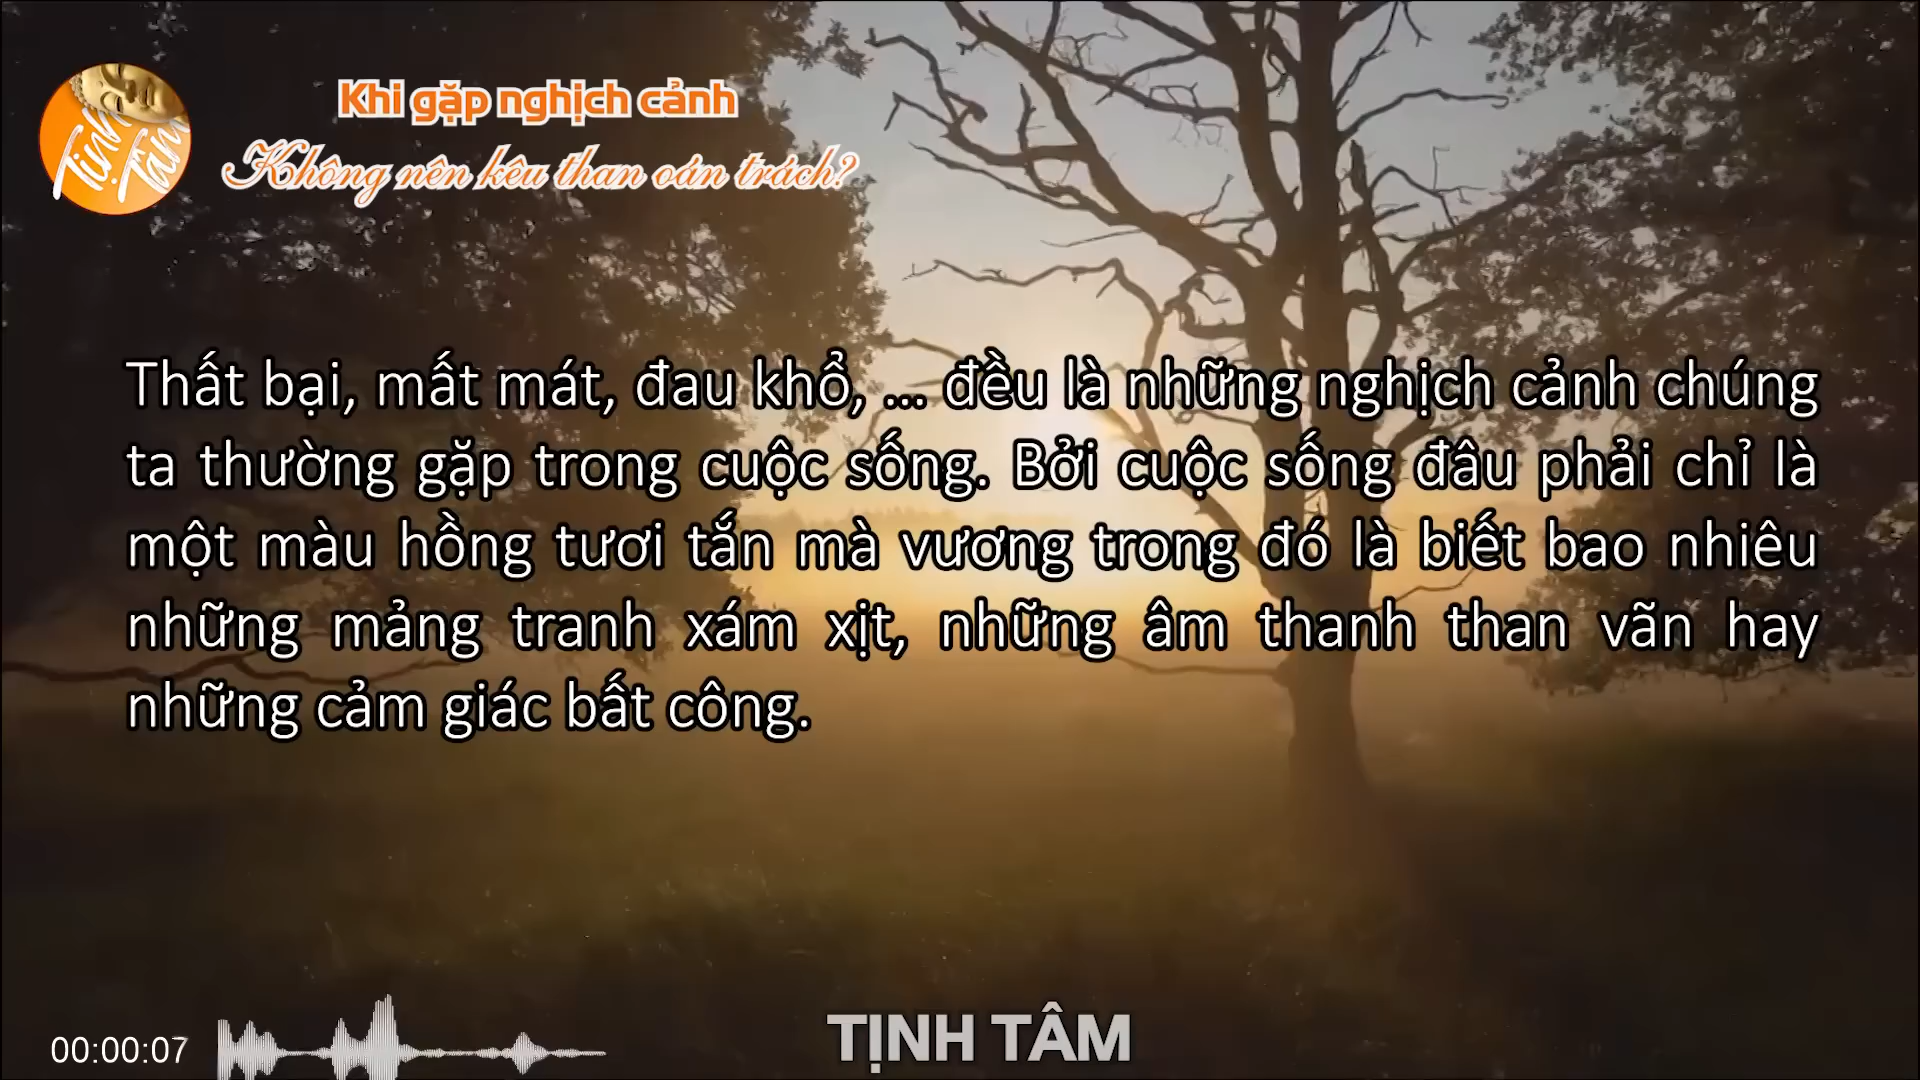 Tịnh
Tâm
Khi gặp nghịch cảnh
Không nên kêu than oán trách?
Thất bại, mất mát, đau khổ, ... đều là những nghịch cảnh chúng
ta thường gặp trong cuộc sống. Bởi cuộc sống đâu phải chỉ là
một màu hồng tươi tắn mà vương trong đó là biết bao nhiêu
những mảng tranh xám xịt, những âm thanh than vãn hay
những cảm giác bất công.
00:00:07
TỊNH TÂM